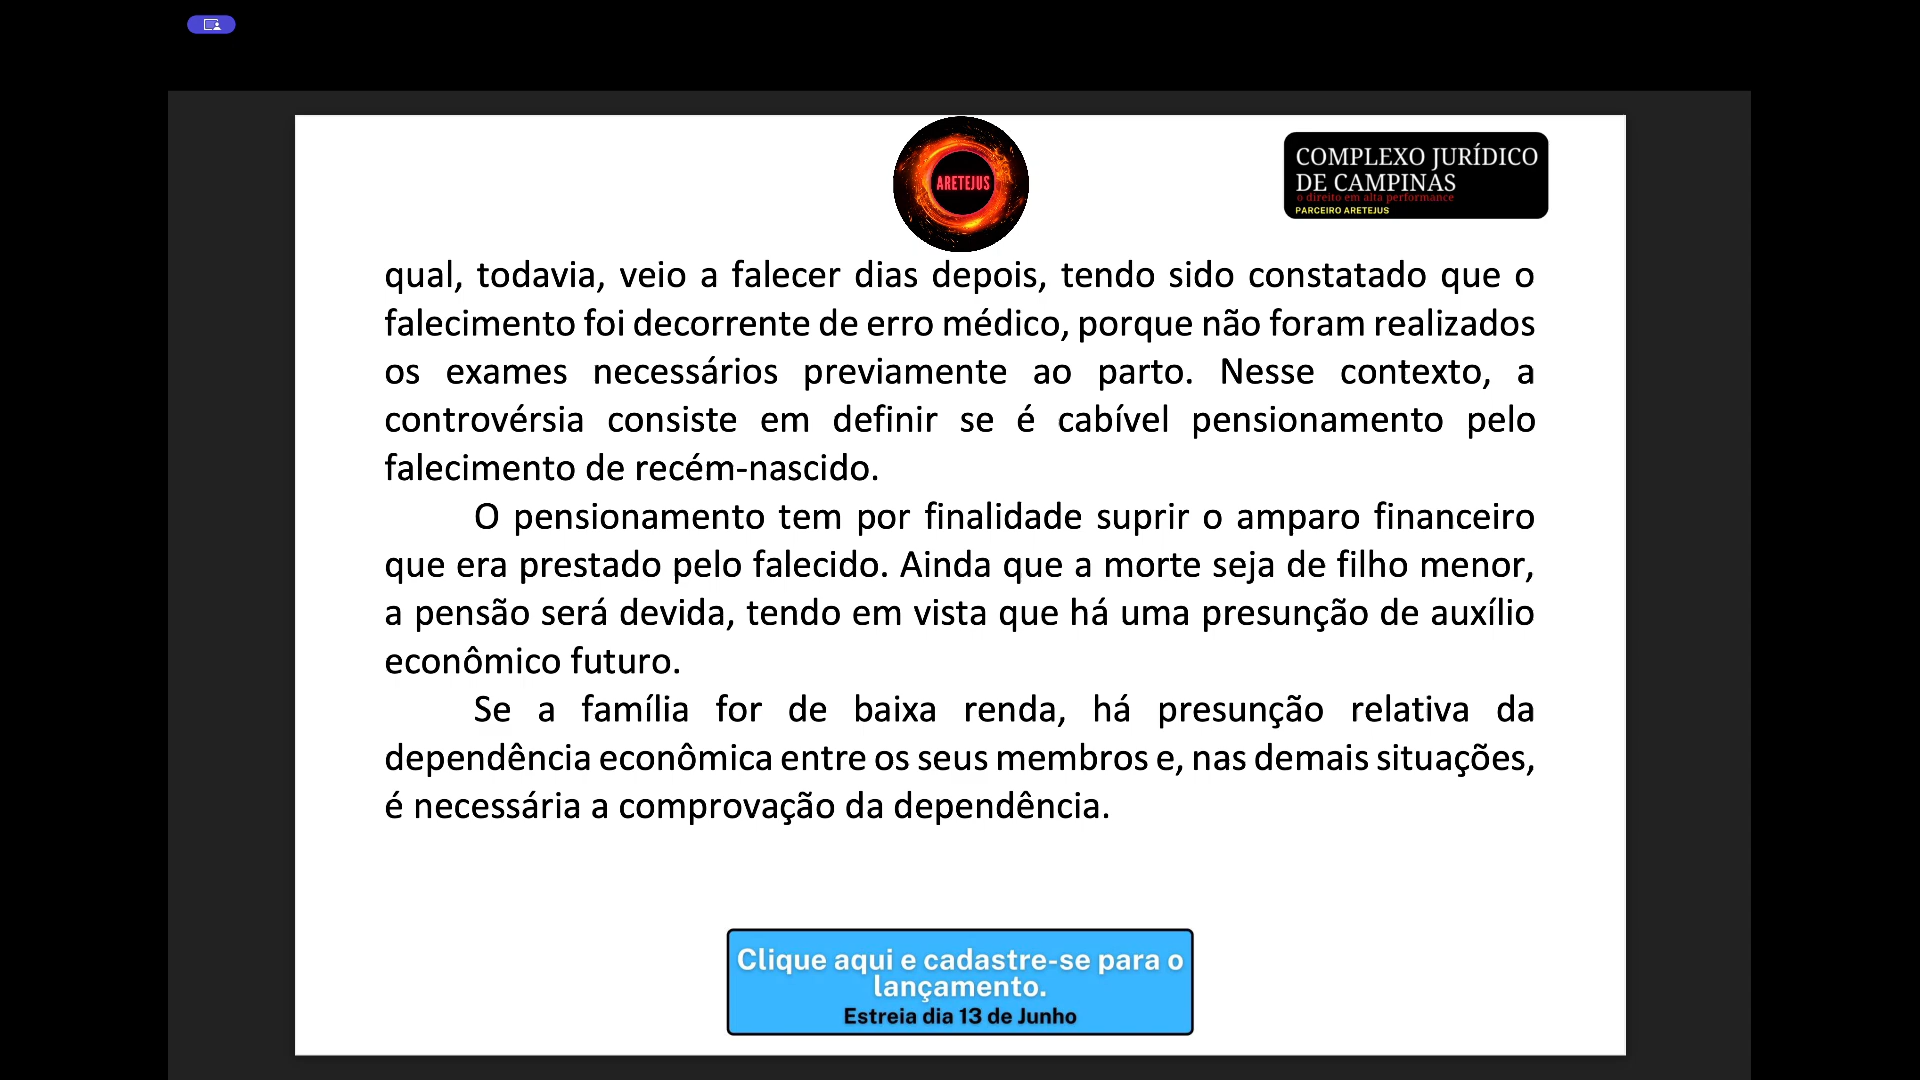 ARETEJUS
COMPLEXO JURÍDICO
DE CAMPINAS
o direito em alta performance
PARCEIRO ARETEJUS
qual, todavia, veio a falecer dias depois, tendo sido constatado que o
falecimento foi decorrente de erro médico, porque não foram realizados
os exames necessários previamente ao parto. Nesse contexto, a
controvérsia consiste em definir se é cabível pensionamento pelo
falecimento de recém-nascido.
O pensionamento tem por finalidade suprir o amparo financeiro
que era prestado pelo falecido. Ainda que a morte seja de filho menor,
a pensão será devida, tendo em vista que há uma presunção de auxílio
econômico futuro.
Se a família for de baixa renda, há presunção relativa da
dependência econômica entre os seus membros e, nas demais situações,
é necessária a comprovação da dependência.
Clique aqui e cadastre-se para o
lançamento.
Estreia dia 13 de Junho